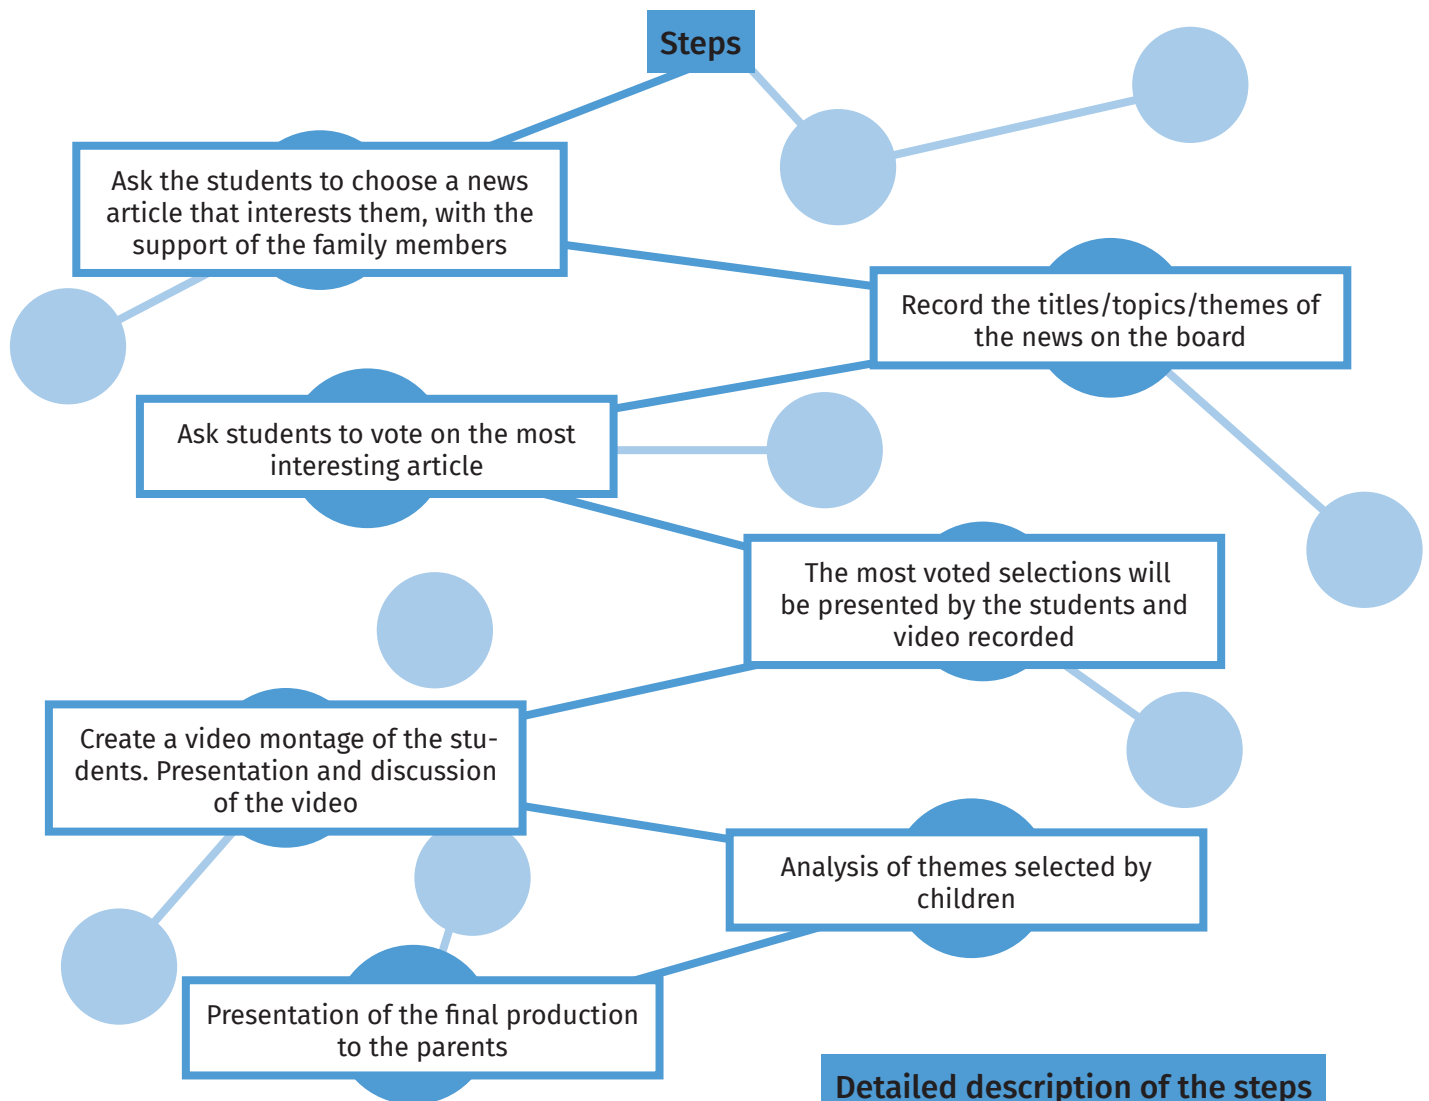 Steps
Ask the students to choose a news
article that interests them, with the
support of the family members
Record the titles/topics/themes of
the news on the board
Ask students to vote on the most
interesting article
The most voted selections will
be presented by the students and
video recorded
Create a video montage of the stu-
dents. Presentation and discussion
of the video
Analysis of themes selected by
children
Presentation of the final production
to the parents
Detailed description of the steps